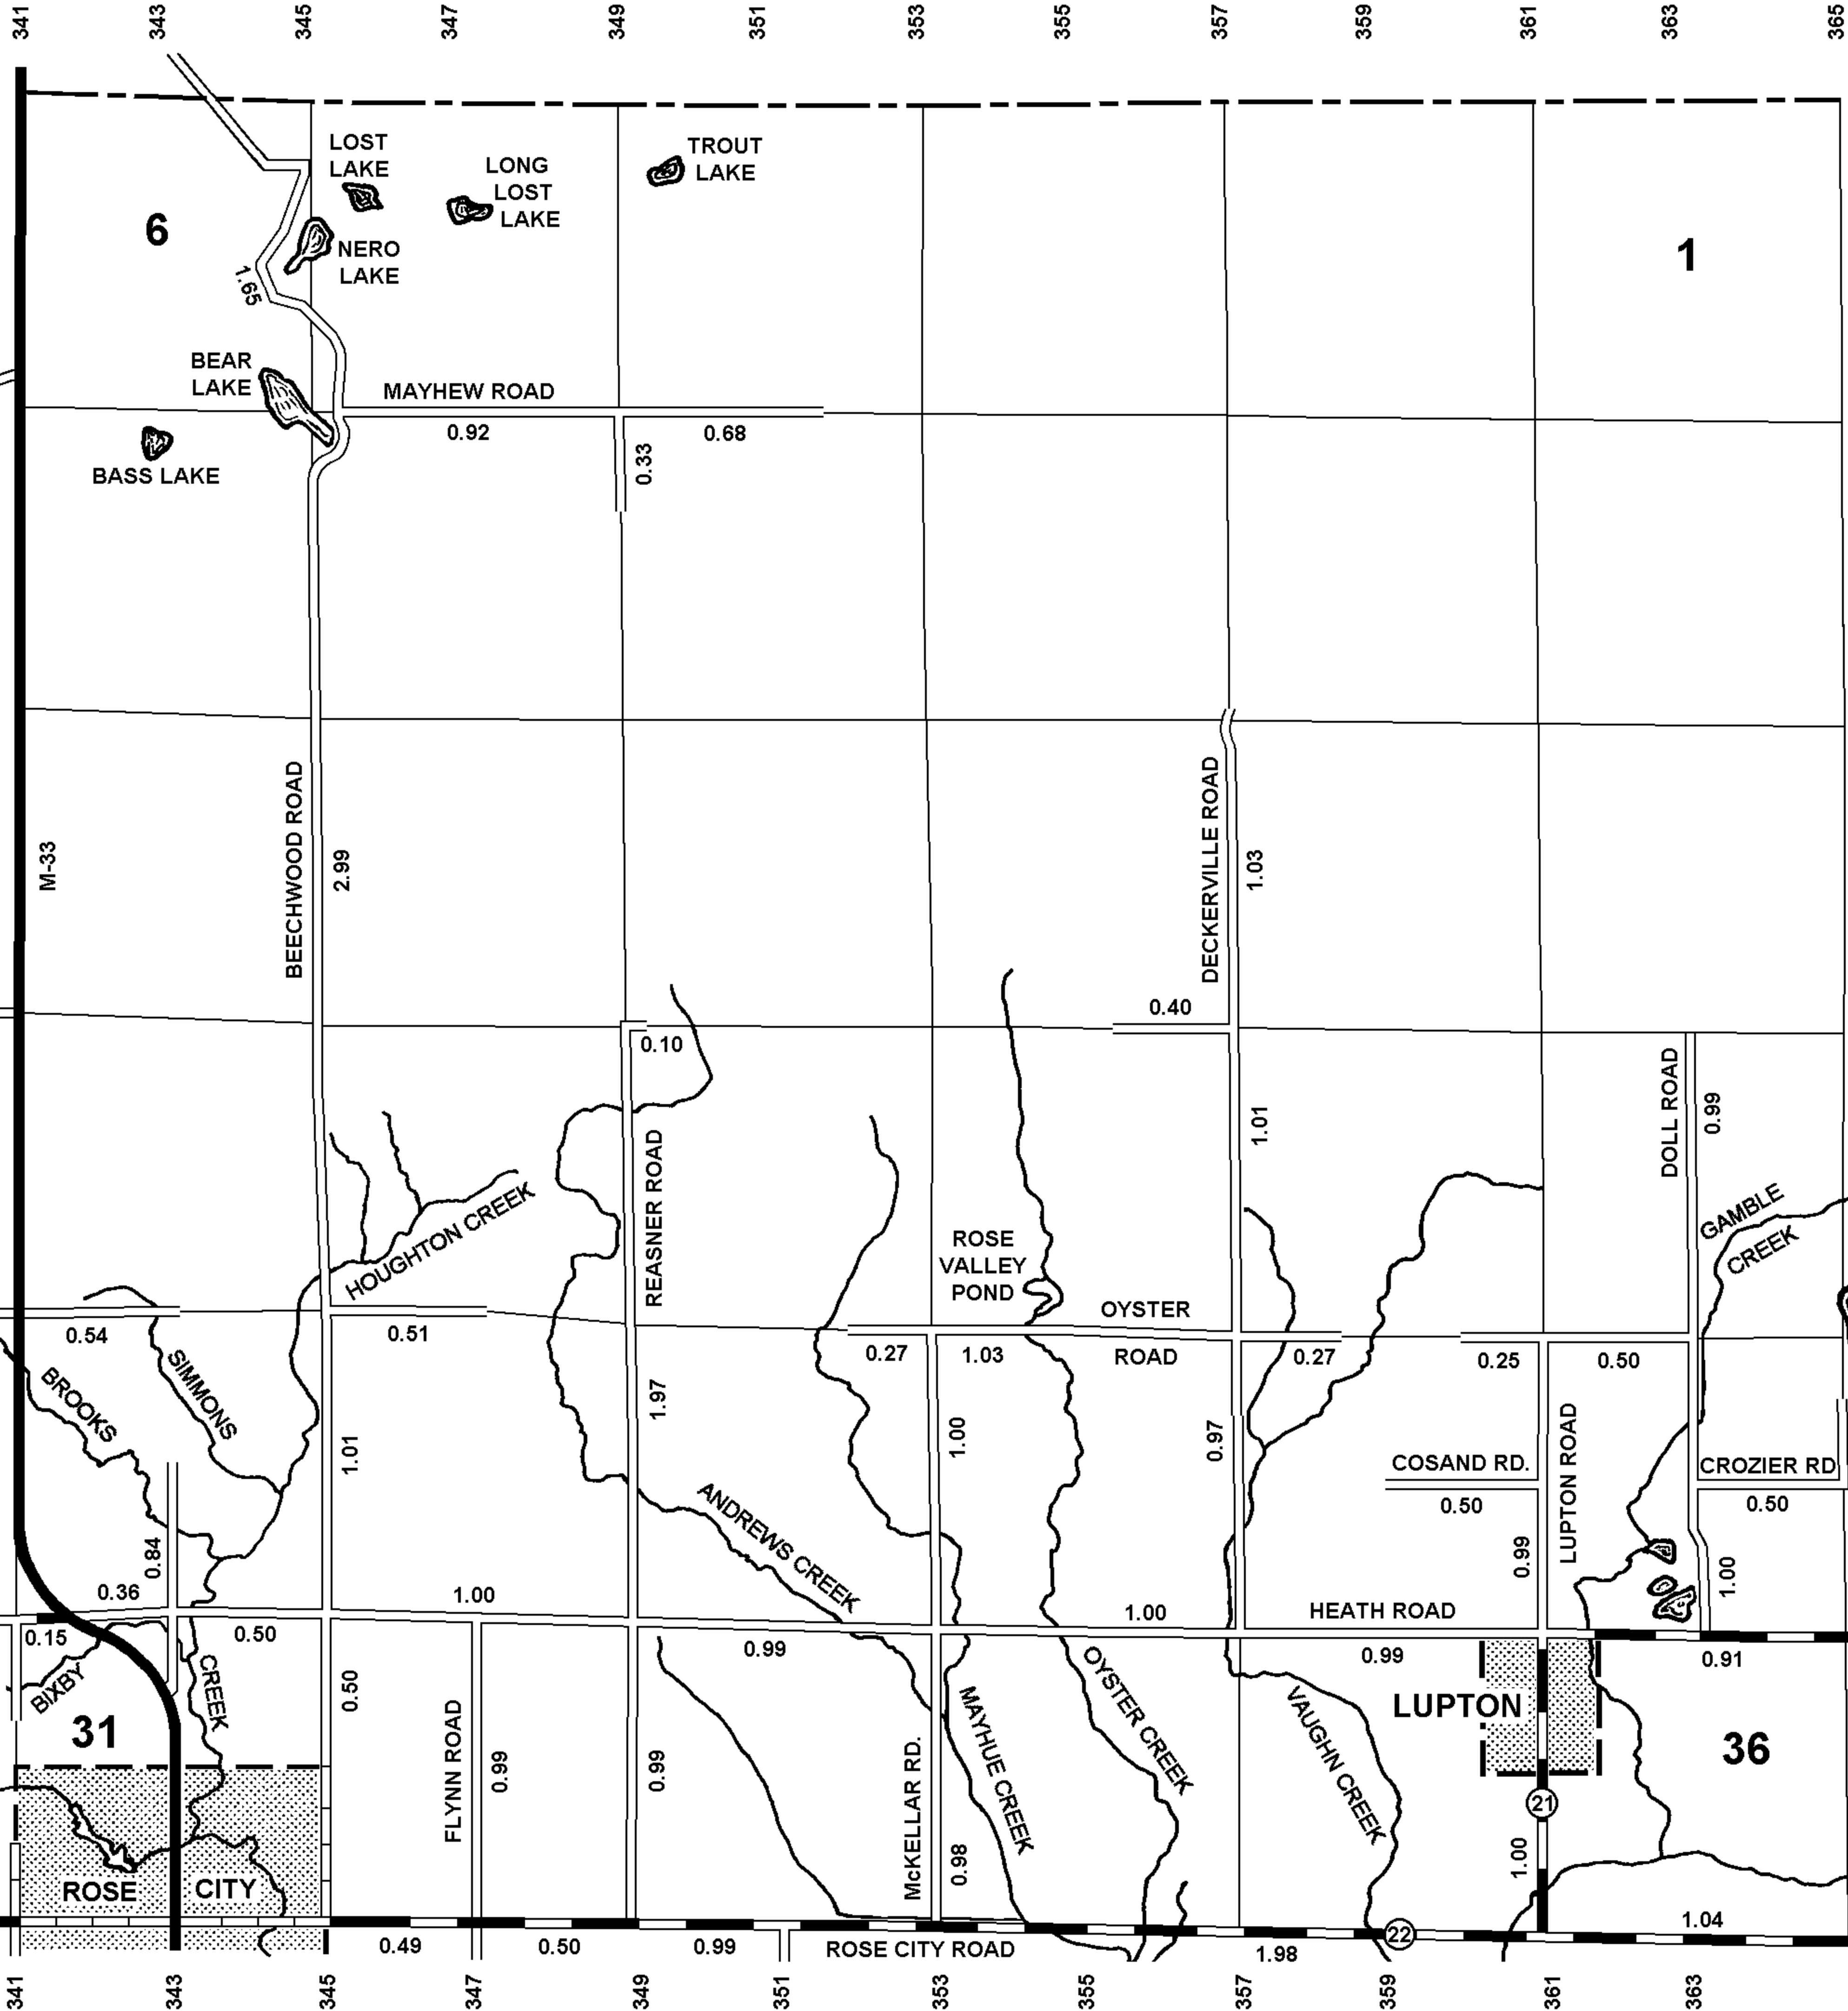 341
343
345
347
349
351
353
355
357
359
361
363
365
LOST
LAKE
LONG
LOST
LAKE
TROUT
LAKE
6
NERO
LAKE
1
1.65
BEAR
LAKE
MAYHEW ROAD
0.92
0.68
0.33
BASS LAKE
M-33
BEECHWOOD ROAD
2.99
DECKERVILLE ROAD
1.03
0.40
0.10
DOLL ROAD
0.99
1.01
REASNER ROAD
HOUGHTON CREEK
ROSE
VALLEY
POND
GAMBLE
CREEK
OYSTER
ROAD
0.54
0.51
0.27
1.03
0.27
0.25
0.50
BROOKS
SIMMONS
1.97
1.00
0.97
1.01
LUPTON ROAD
COSAND RD.
0.50
CROZIER RD
0.50
ANDREWS CREEK
0.84
0.99
1.00
0.36
1.00
1.00
HEATH ROAD
0.15
0.50
0.99
0.99
0.91
BIXBY
CREEK
0.50
31
FLYNN ROAD
0.99
0.99
McKELLAR RD.
0.98
MAYHUE CREEK
OYSTER CREEK
VAUGHN CREEK
LUPTON
36
21
1.00
ROSE
CITY
0.49
0.50
0.99
ROSE CITY ROAD
1.98
22
1.04
341
343
345
347
349
351
353
355
357
359
361
363